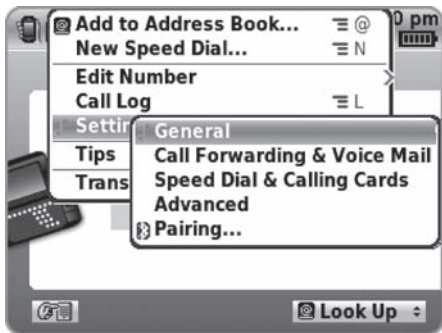 0 pm
Add to Address Book... @
New Speed Dial... N
Edit Number
Call Log L
General
Call Forwarding & Voice Mail
Tips
Speed Dial & Calling Cards
Advanced
Pairing...
Look Up